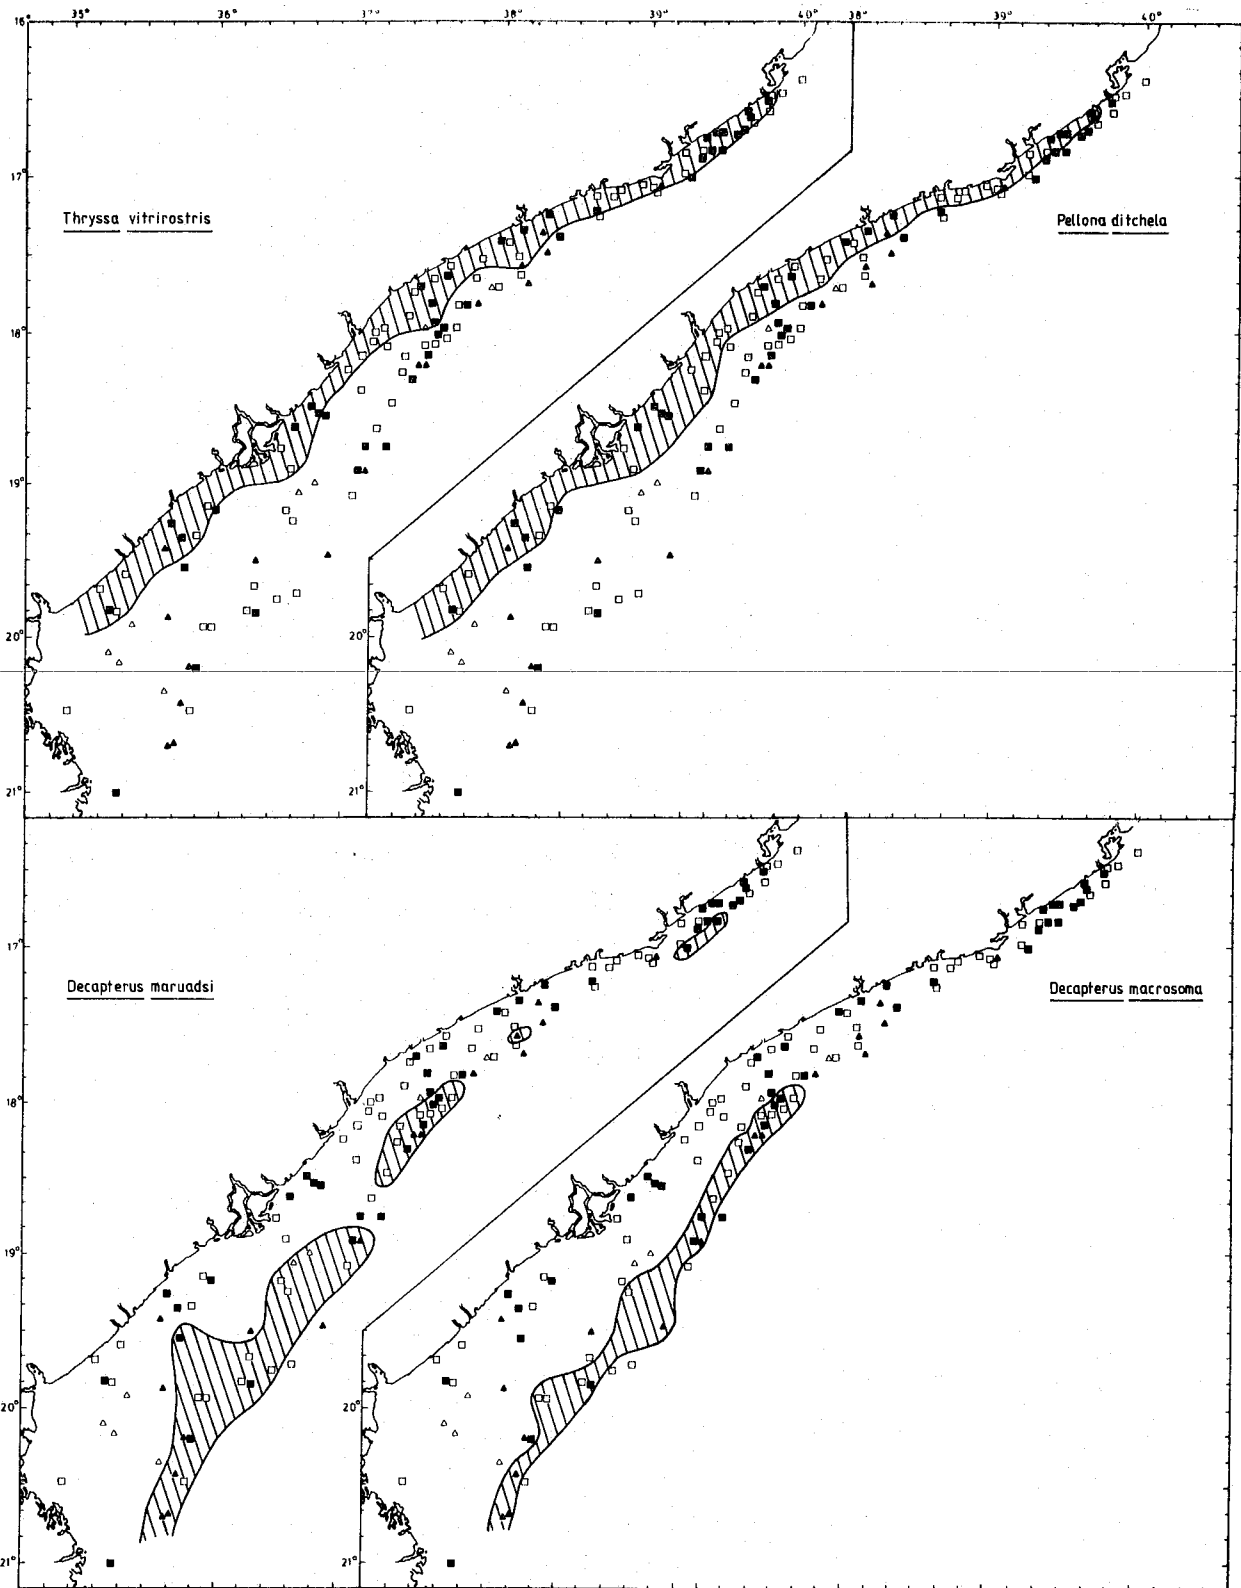 16° 35° 36° 37° 38° 39° 40° 38° 39° 40°
17°
Thryssa vitrirostris
Pellona ditchela
18°
19°
20° 20°
21° 21°
17°
Decapterus maruadsi
Decapterus macrosoma
18°
19°
20° 20°
21° 21°